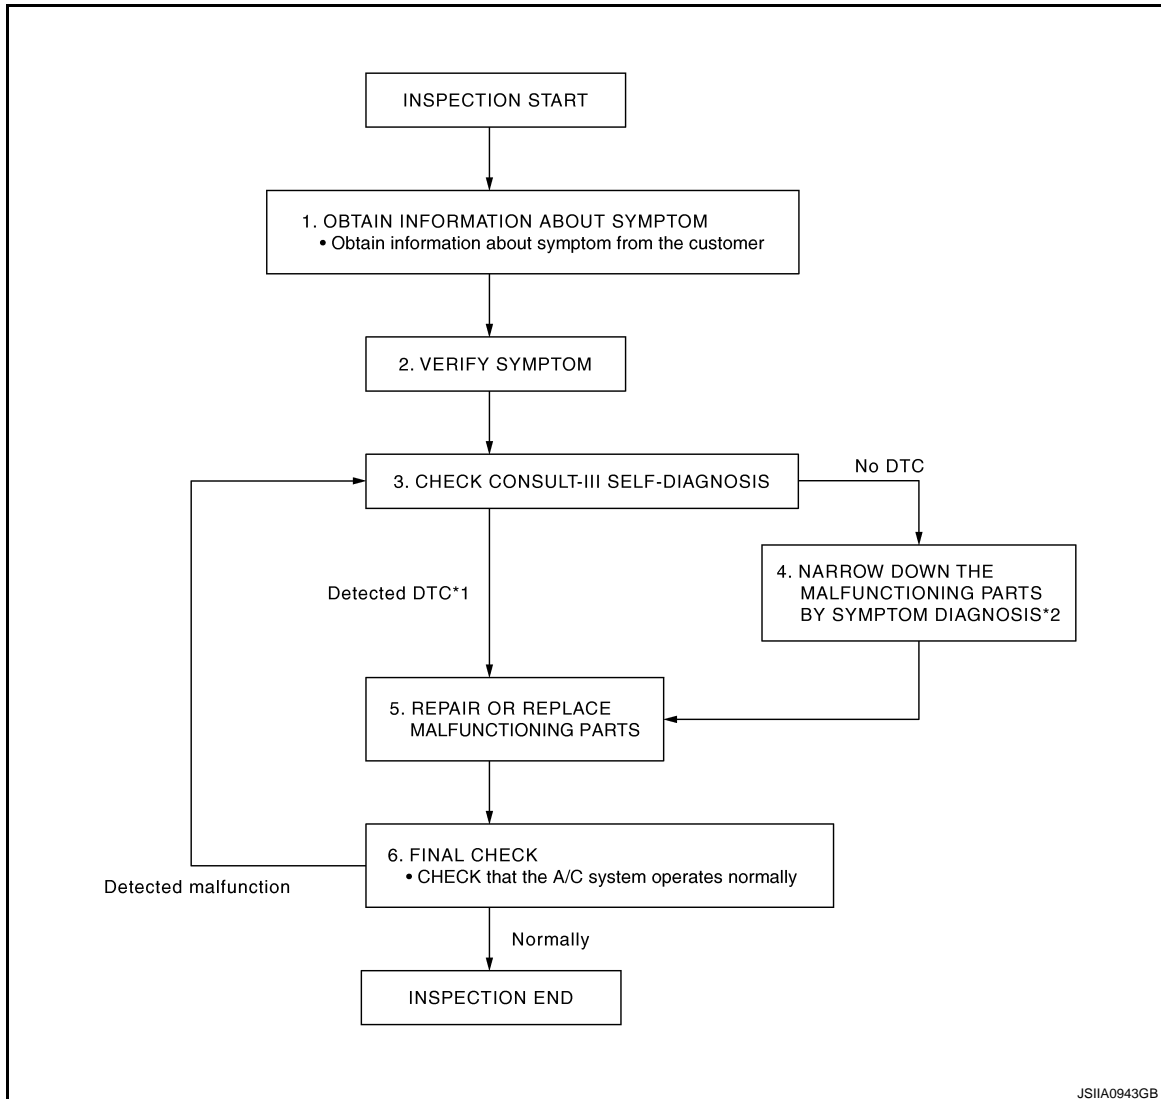 INSPECTION START
1. OBTAIN INFORMATION ABOUT SYMPTOM
• Obtain information about symptom from the customer
2. VERIFY SYMPTOM
3. CHECK CONSULT-III SELF-DIAGNOSIS
No DTC
4. NARROW DOWN THE
MALFUNCTIONING PARTS
BY SYMPTOM DIAGNOSIS*2
Detected DTC*1
5. REPAIR OR REPLACE
MALFUNCTIONING PARTS
6. FINAL CHECK
• CHECK that the A/C system operates normally
Detected malfunction
Normally
INSPECTION END
JSIIA0943GB